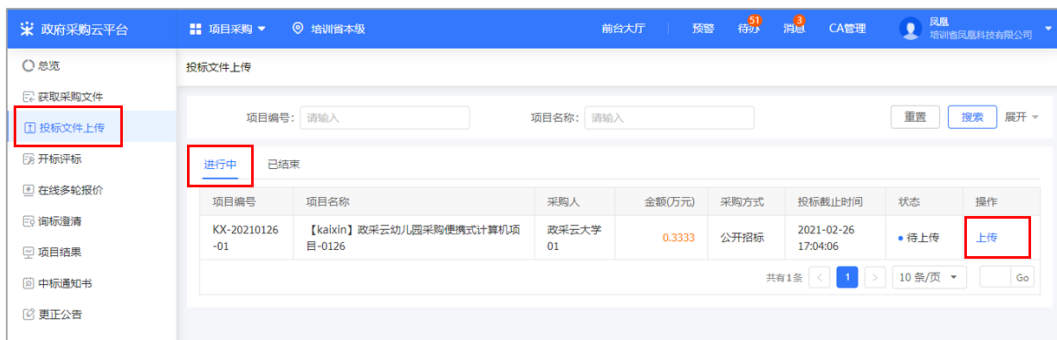 政府采购云平台 项目采购 培训省本级 前台大厅 预警 待办 51 消息 3 CA管理 凤凰
培训省凤凰科技有限公司
总览
获取采购文件
投标文件上传
开标评标
在线多轮报价
询标澄清
项目结果
中标通知书
更正公告
投标文件上传
项目编号: 请输入 项目名称: 请输入 重置 搜索 展开
进行中 已结束
项目编号 项目名称 采购人 金额(万元) 采购方式 投标截止时间 状态 操作
KX-20210126 【kaixin】政采云幼儿园采购便携式计算机项 政采云大学 0.3333 公开招标 2021-02-26 待上传 上传
-01 目-0126 01 17:04:06
共有1条 < 1 > 10 条/页 Go